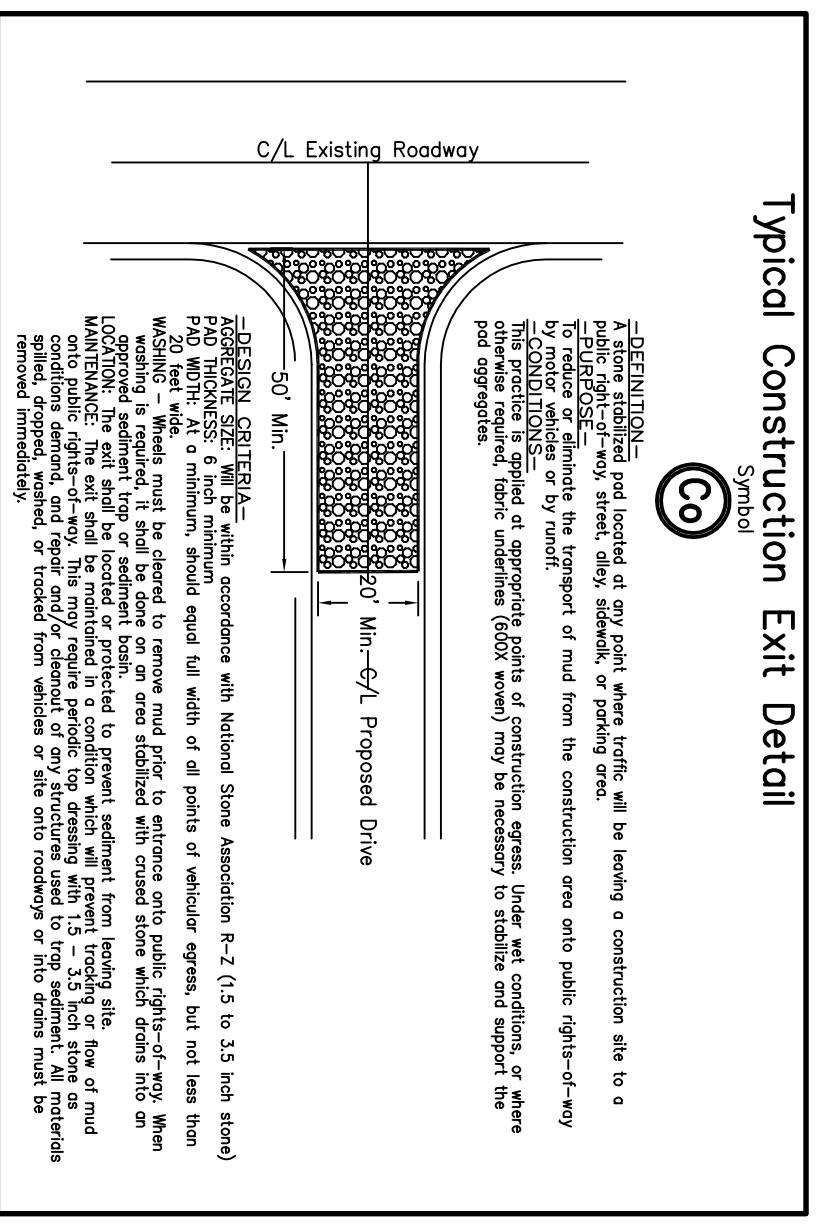 Typical Construction Exit Detail
Symbol
Co
-DEFINITION-
A stone stabilized pad located at any point where traffic will be leaving a construction site to a
public right-of-way, street, alley, sidewalk, or parking area.
-PURPOSE-
To reduce or eliminate the transport of mud from the construction area onto public rights-of-way
by motor vehicles or by runoff.
-CONDITIONS-
This practice is applied at appropriate points of construction egress. Under wet conditions, or where
otherwise required, fabric underlines (600X woven) may be necessary to stabilize and support the
pad aggregates.
C/L Existing Roadway
20' Min.
C/L Proposed Drive
50' Min.
-DESIGN CRITERIA-
AGGREGATE SIZE: Will be within accordance with National Stone Association R-Z (1.5 to 3.5 inch stone)
PAD THICKNESS: 6 inch minimum
PAD WIDTH: At a minimum, should equal full width of all points of vehicular egress, but not less than
20 feet wide.
WASHING - Wheels must be cleared to remove mud prior to entrance onto public rights-of-way. When
washing is required, it shall be done on an area stabilized with crused stone which drains into an
approved sediment trap or sediment basin.
LOCATION: The exit shall be located or protected to prevent sediment from leaving site.
MAINTENANCE: The exit shall be maintained in a condition which will prevent tracking or flow of mud
onto public rights-of-way. This may require periodic top dressing with 1.5 - 3.5 inch stone as
conditions demand, and repair and/or cleanout of any structures used to trap sediment. All materials
spilled, dropped, washed, or tracked from vehicles or site onto roadways or into drains must be
removed immediately.